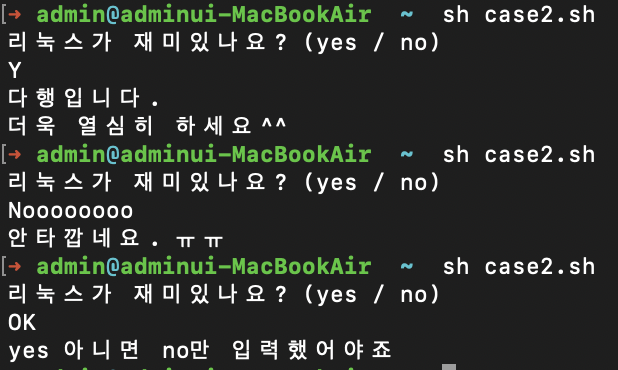 [➜ admin@adminui-MacBookAir ~ sh case2.sh
리눅스가 재미있나요? (yes / no)
Y
다행입니다.
더욱 열심히 하세요^^
[➜ admin@adminui-MacBookAir ~ sh case2.sh
리눅스가 재미있나요? (yes / no)
Noooooooo
안타깝네요. ㅠㅠ
[➜ admin@adminui-MacBookAir ~ sh case2.sh
리눅스가 재미있나요? (yes / no)
OK
yes 아니면 no만 입력했어야죠